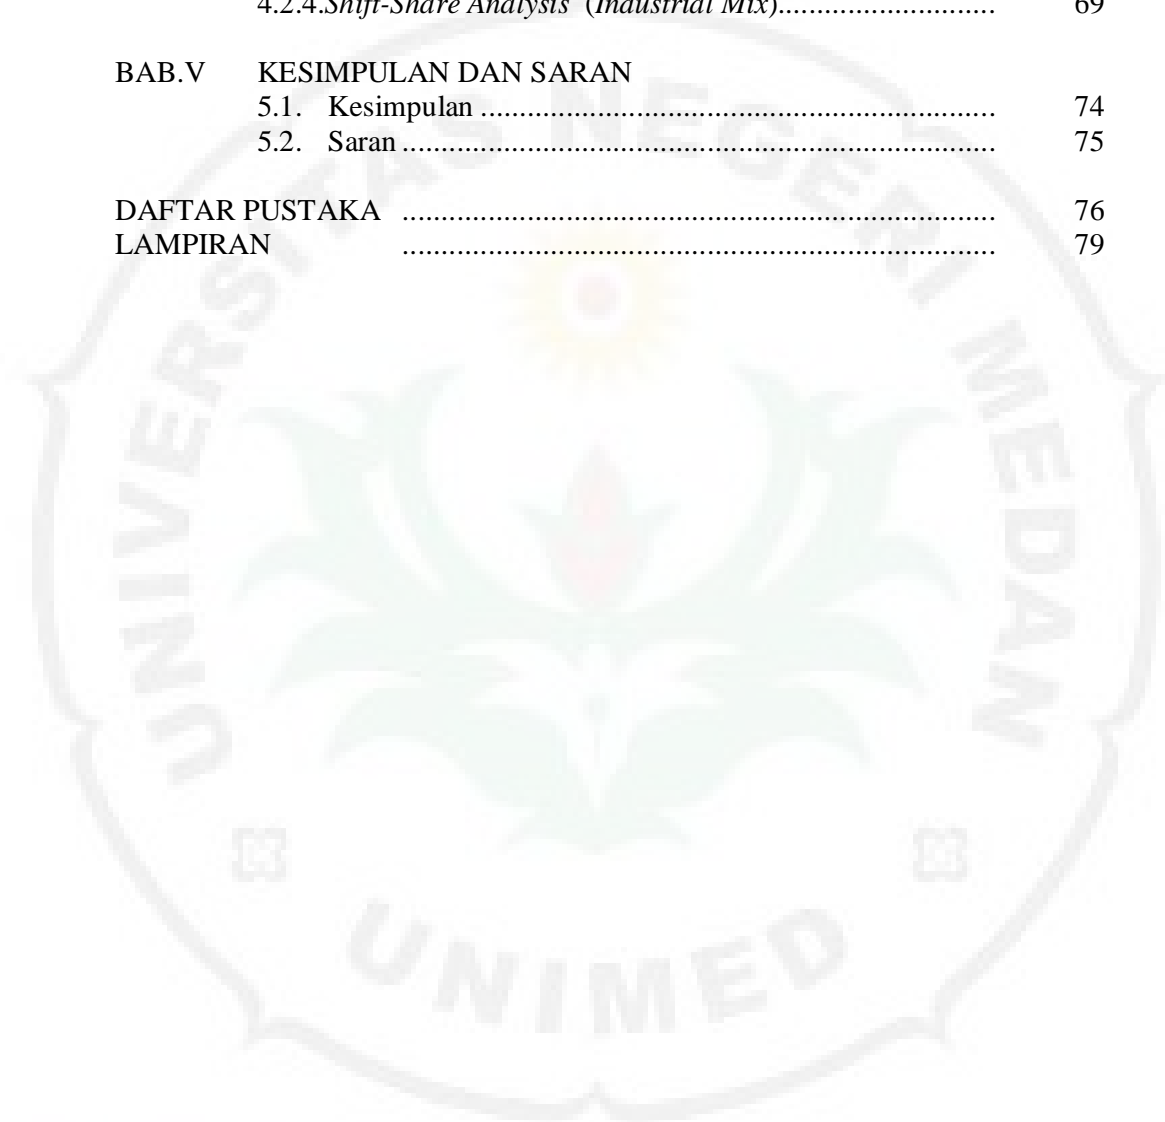 4.2.4.Shift-Share Analysis (Industrial Mix)............................ 69
BAB.V KESIMPULAN DAN SARAN
5.1. Kesimpulan .................................................................. 74
5.2. Saran ............................................................................ 75
DAFTAR PUSTAKA ............................................................................ 76
LAMPIRAN ............................................................................ 79
UNIVERSITAS NEGERI MEDAN
UNIMED